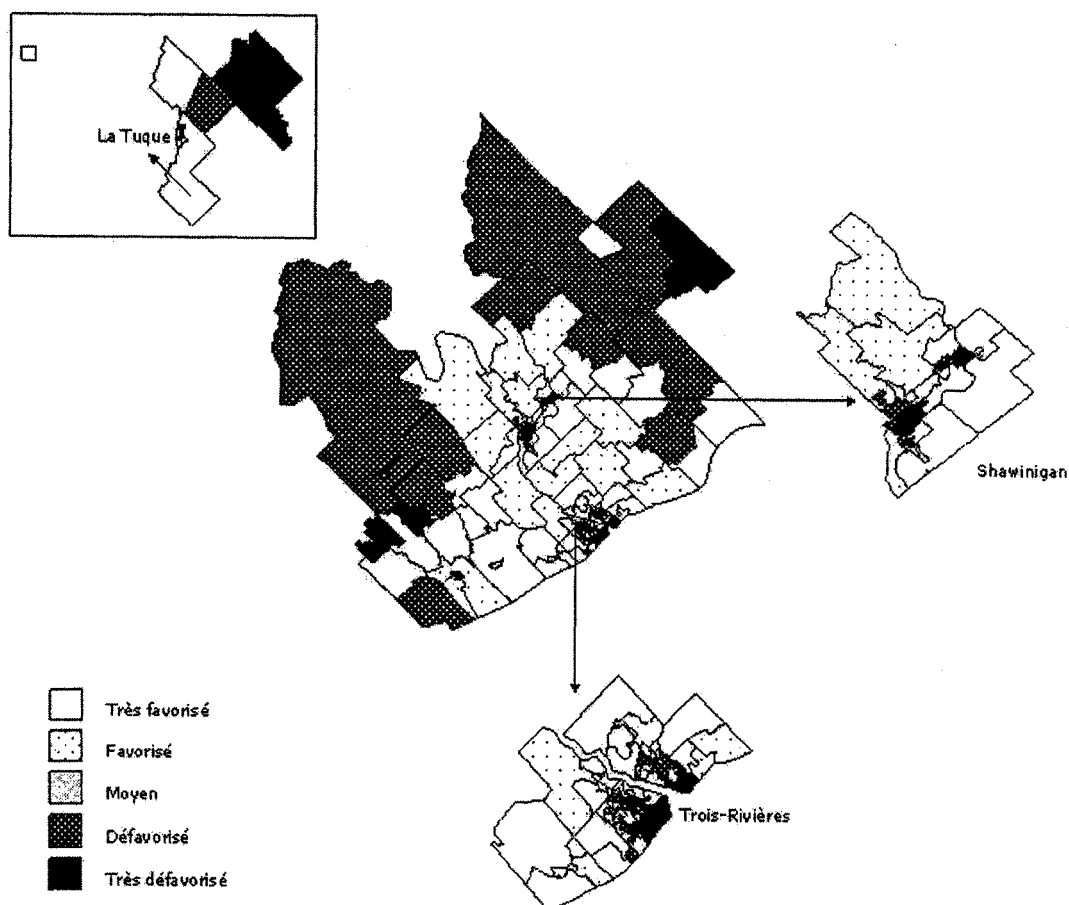 La Tuque
Shawinigan
Trois-Rivières
Très favorisé
Favorisé
Moyen
Défavorisé
Très défavorisé